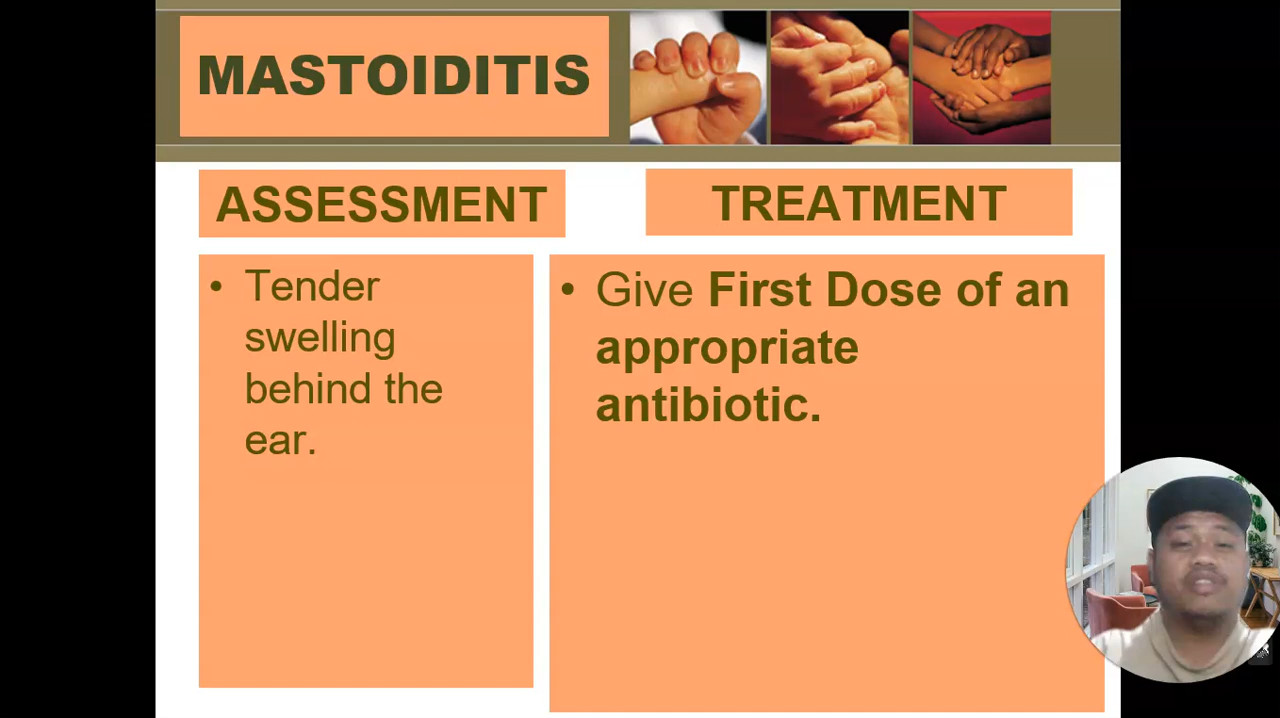 MASTOIDITIS
ASSESSMENT
• Tender
swelling
behind the
ear.
TREATMENT
• Give First Dose of an
appropriate
antibiotic.